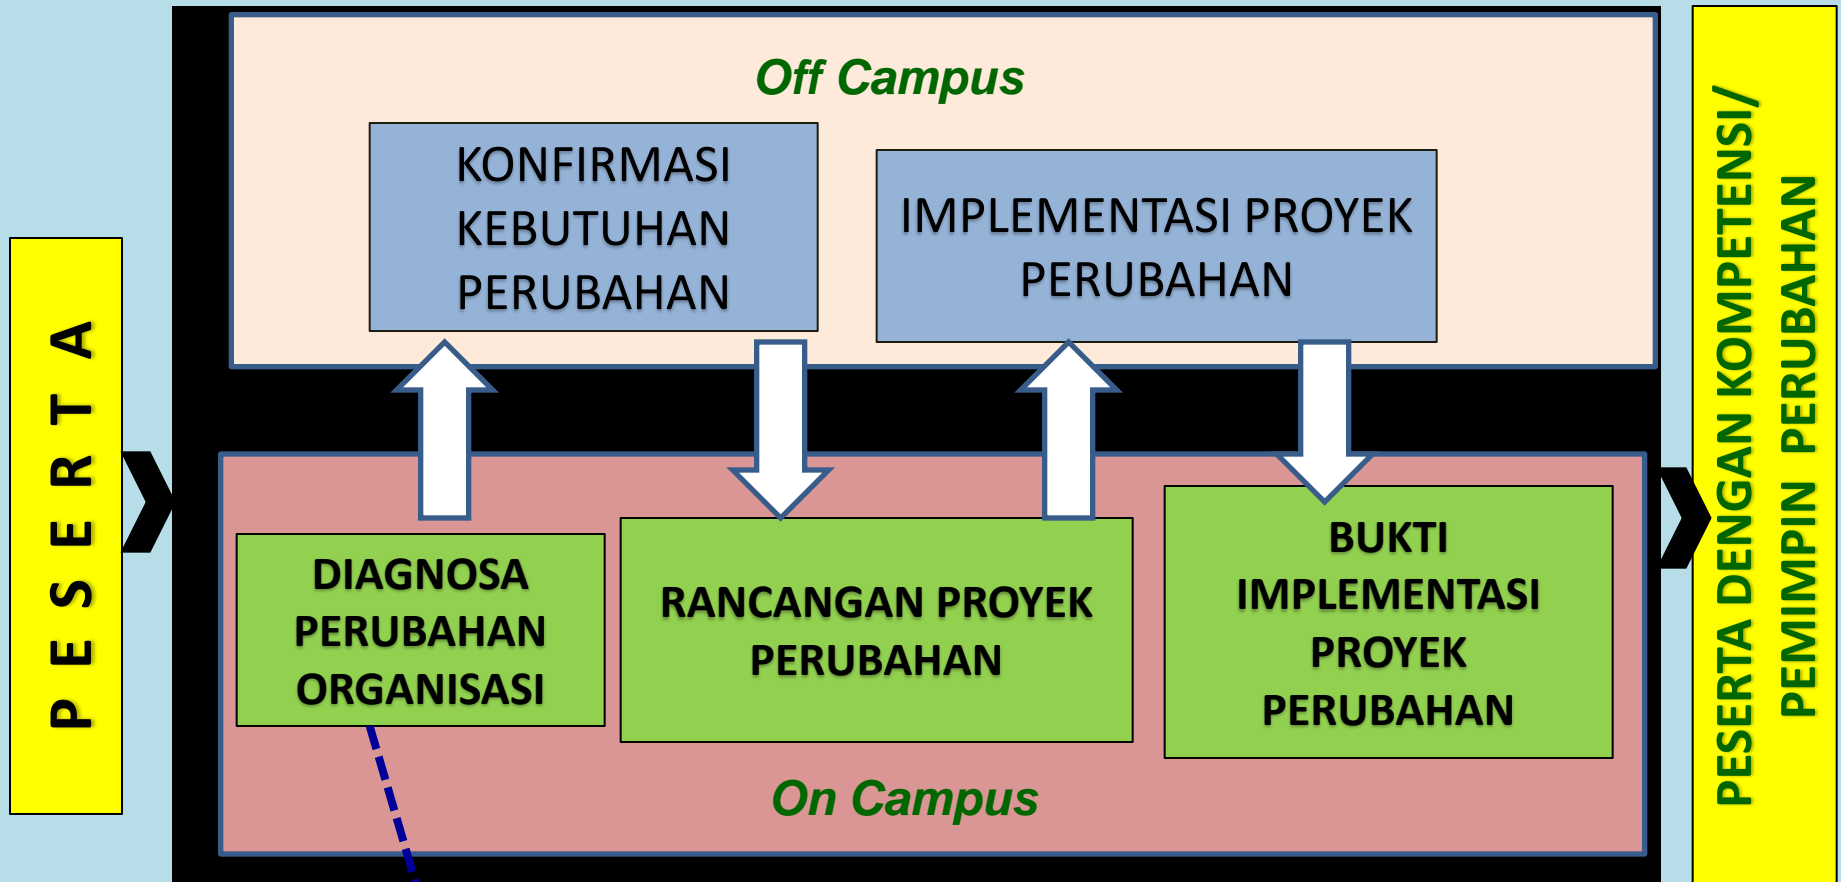 P E S E R T A
Off Campus
KONFIRMASI
KEBUTUHAN
PERUBAHAN
IMPLEMENTASI PROYEK
PERUBAHAN
DIAGNOSA
PERUBAHAN
ORGANISASI
RANCANGAN PROYEK
PERUBAHAN
BUKTI
IMPLEMENTASI
PROYEK
PERUBAHAN
On Campus
PESERTA DENGAN KOMPETENSI/
PEMIMPIN PERUBAHAN